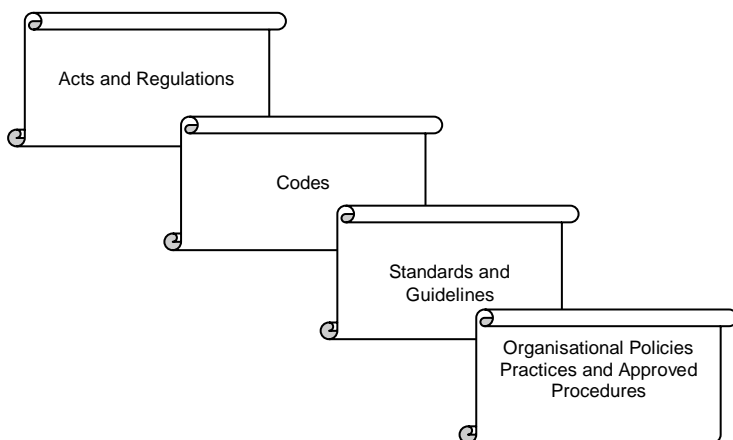 Acts and Regulations
Codes
Standards and
Guidelines
Organisational Policies
Practices and Approved
Procedures